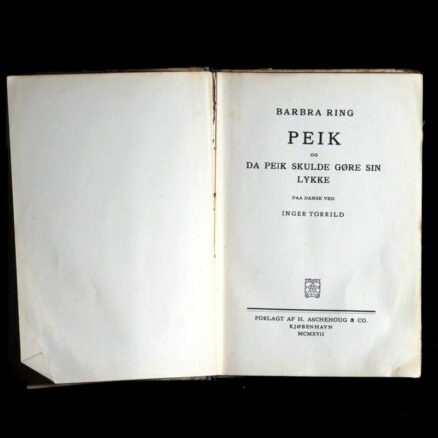 BARBRA RING
PEIK
OG
DA PEIK SKULDE GØRE SIN
LYKKE
PAA DANSK VED
INGER TORRILD
FORLAGT AF H. ASCHEHOUG & CO.
KJØBENHAVN
MCMXVII